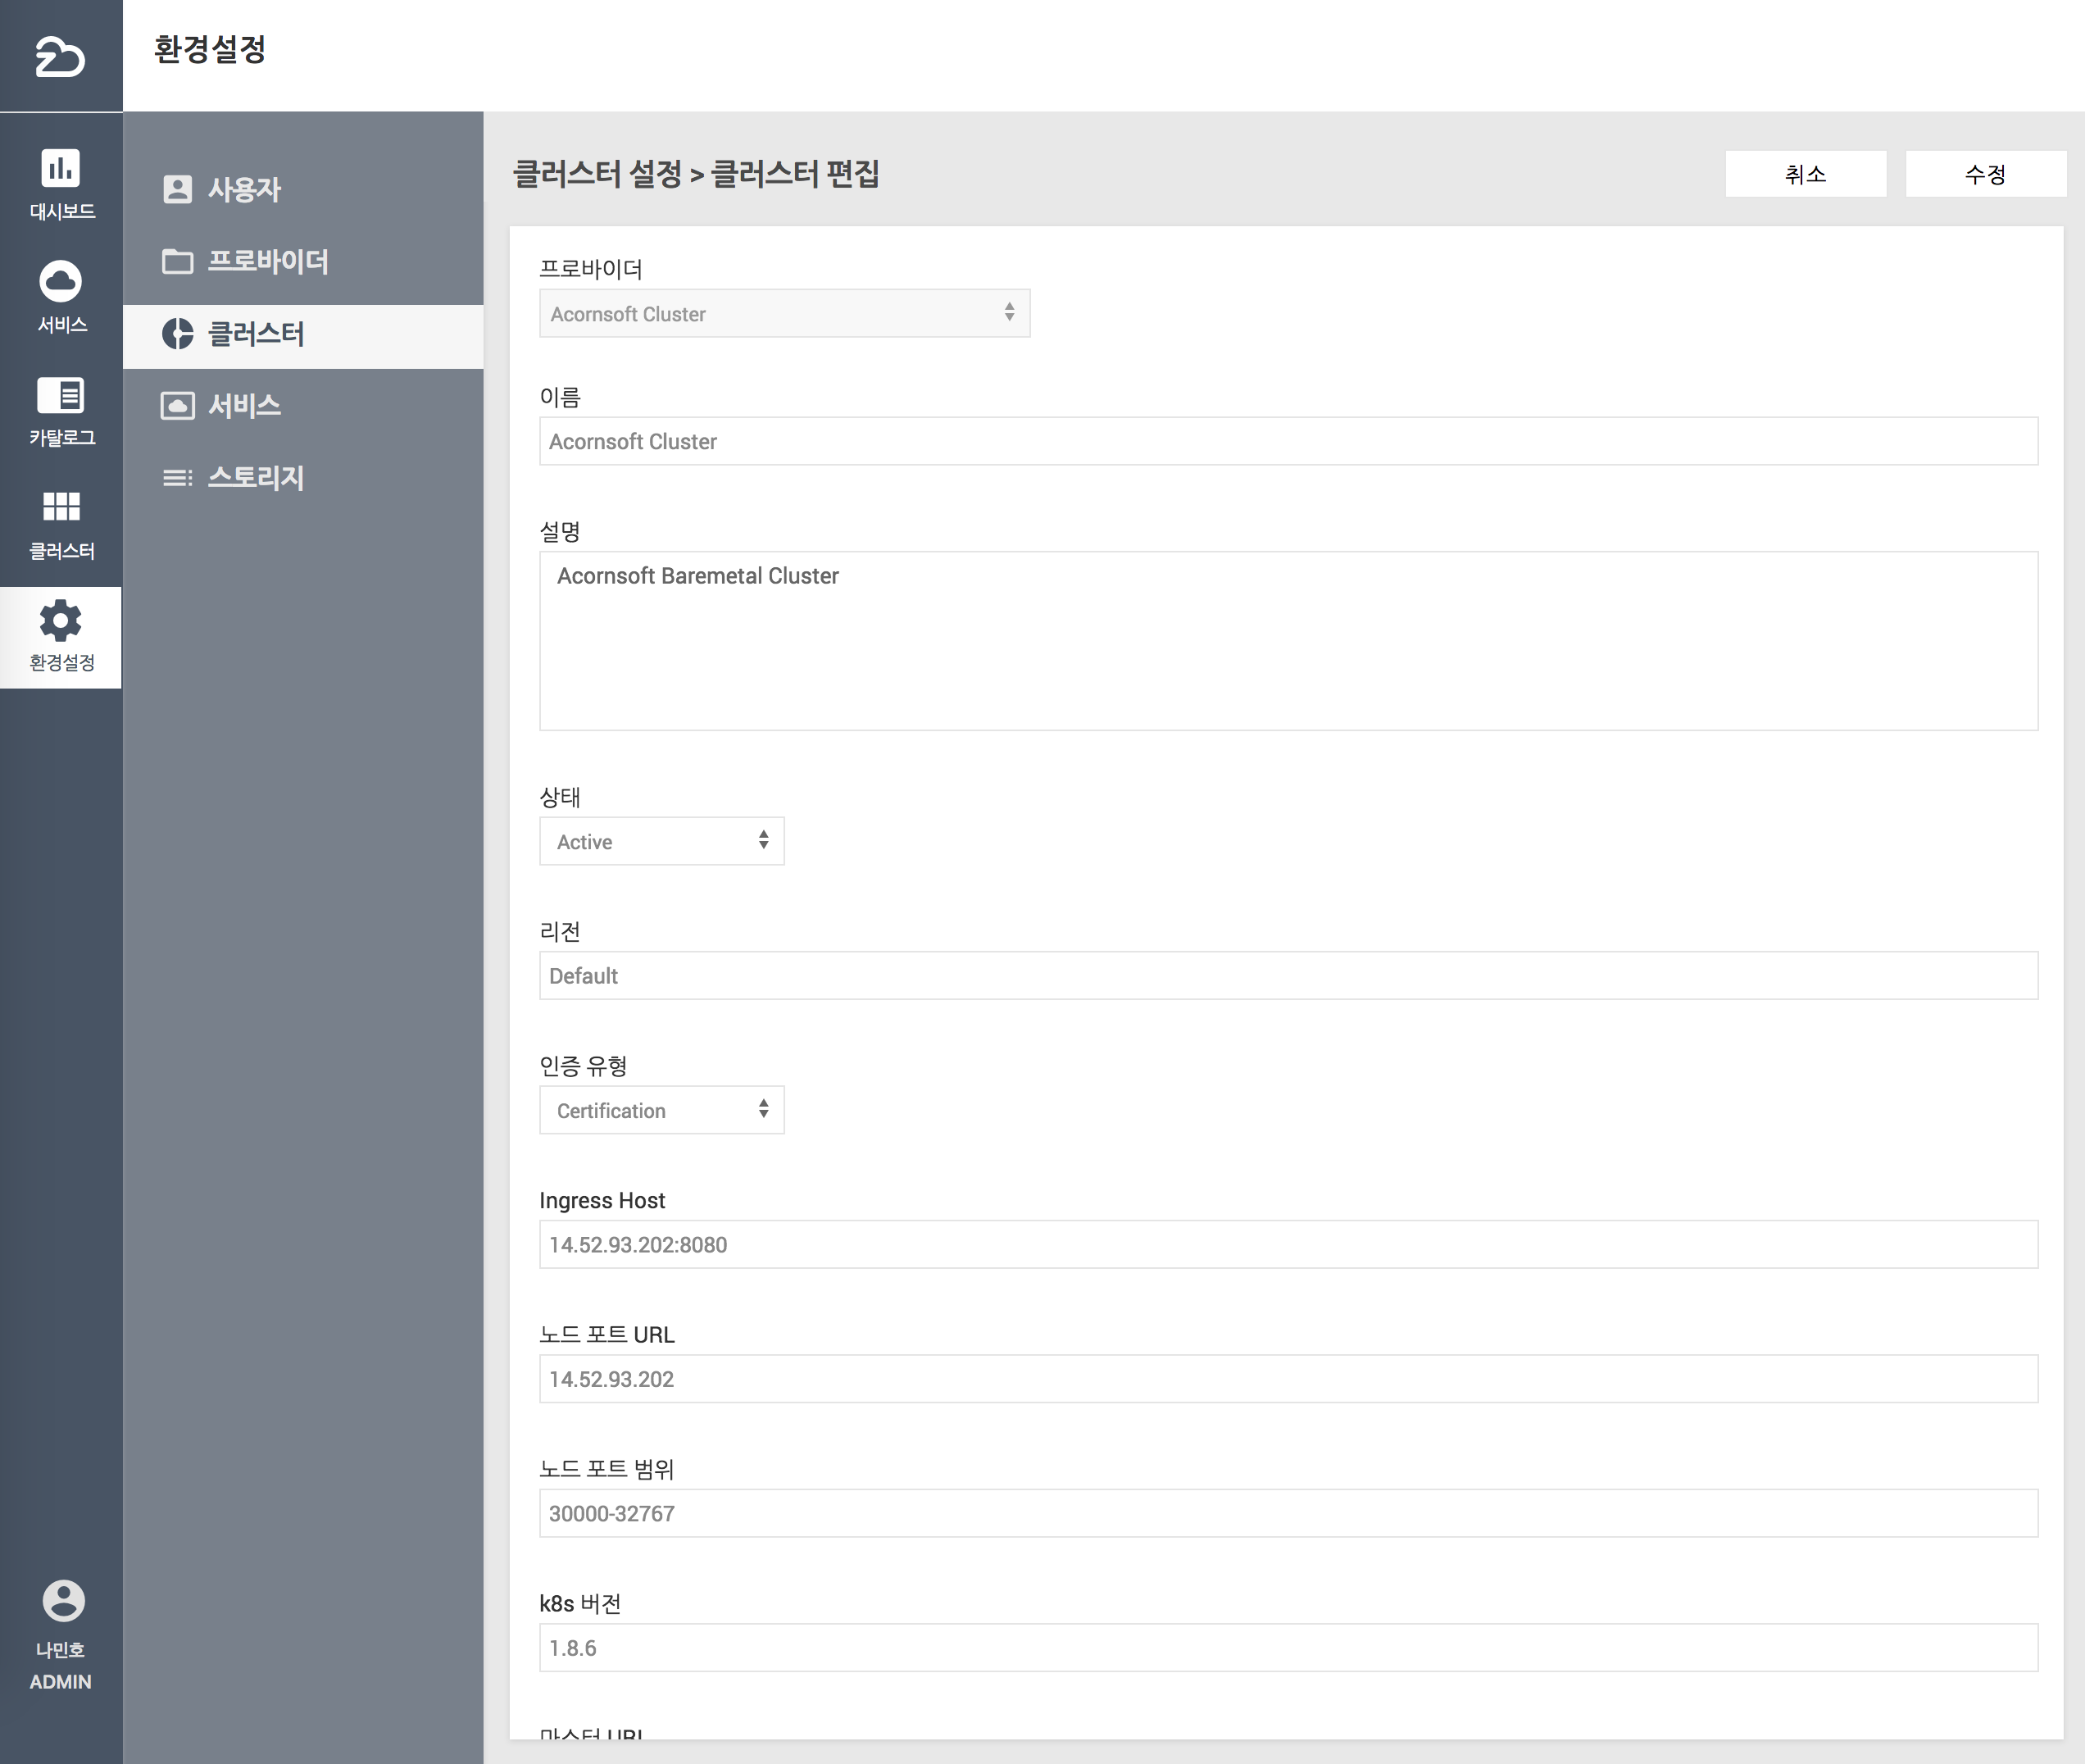 환경설정
대시보드
서비스
카탈로그
클러스터
환경설정
나민호
ADMIN
사용자
프로바이더
클러스터
서비스
스토리지
클러스터 설정 > 클러스터 편집
취소
수정
프로바이더
Acornsoft Cluster
이름
Acornsoft Cluster
설명
Acornsoft Baremetal Cluster
상태
Active
리전
Default
인증 유형
Certification
Ingress Host
14.52.93.202:8080
노드 포트 URL
14.52.93.202
노드 포트 범위
30000-32767
k8s 버전
1.8.6
마스터 URL